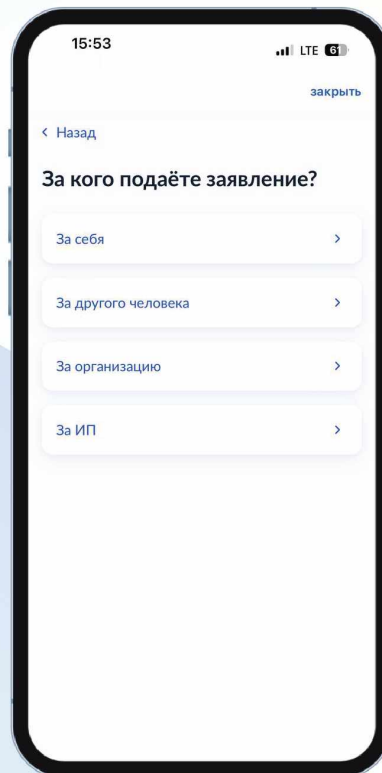 15:53
LTE 61
закрыть
Назад
За кого подаёте заявление?
За себя
За другого человека
За организацию
За ИП